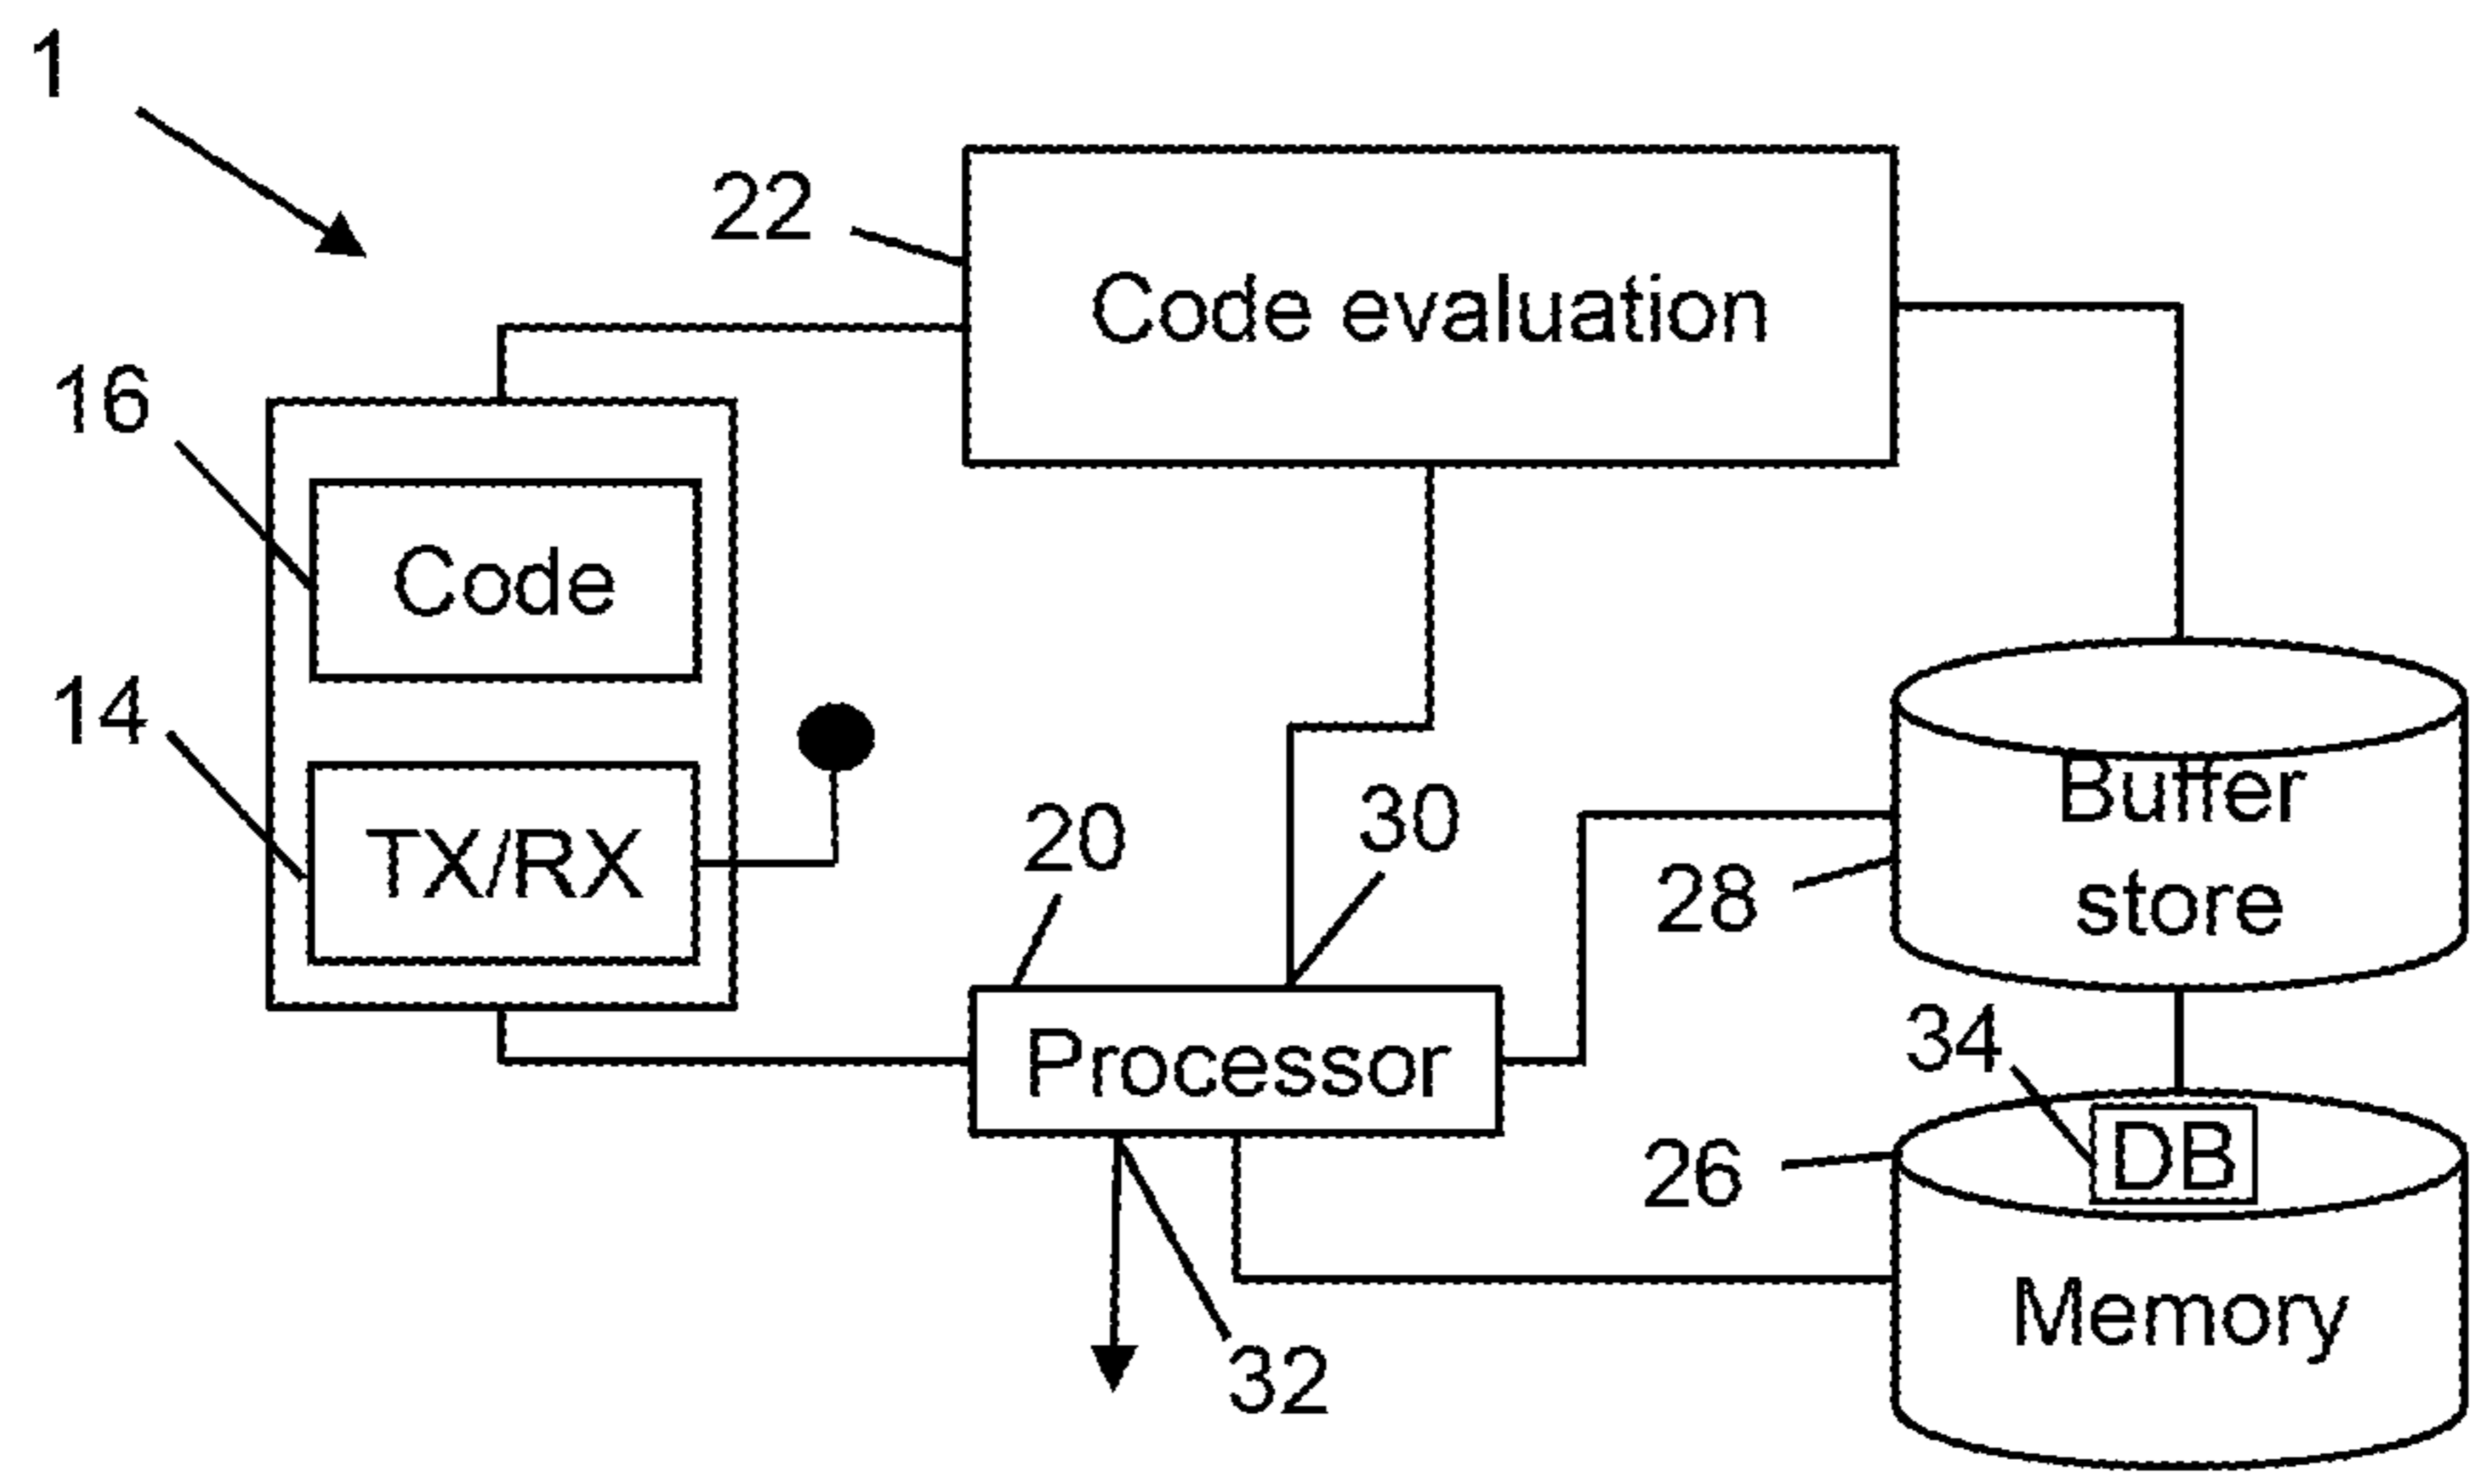 1
22
Code evaluation
16
Code
14
TX/RX
20
30
Buffer
28
store
Processor
34
DB
26
Memory
32